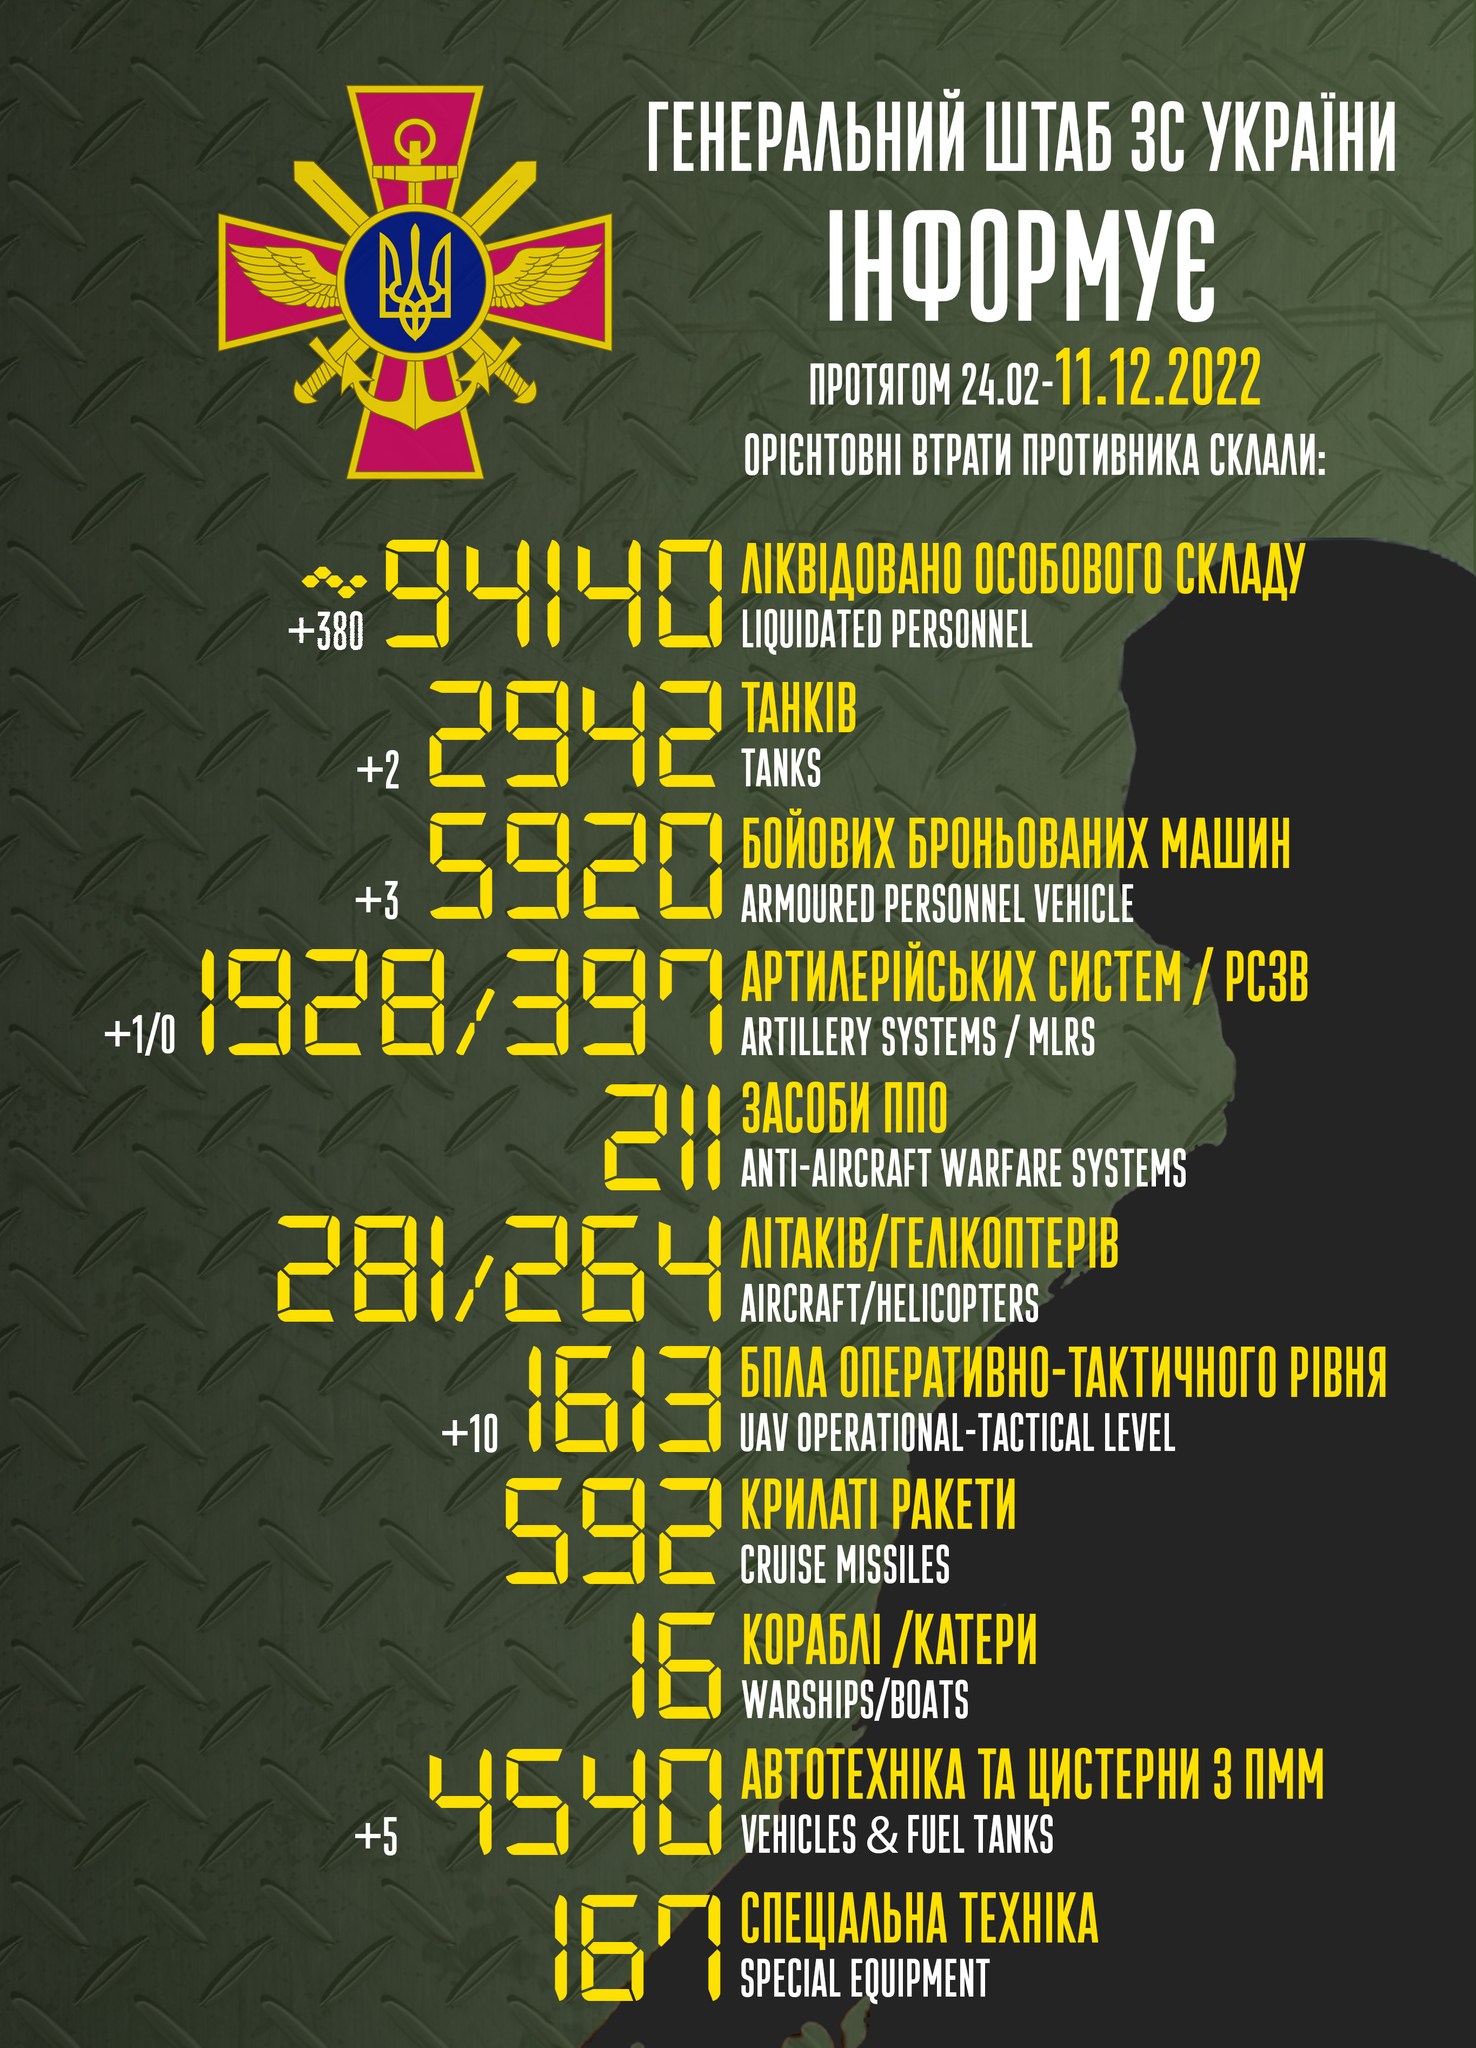 ГЕНЕРАЛЬНИЙ ШТАБ ЗС УКРАЇНИ
ІНФОРМУЄ
ПРОТЯГОМ 24.02-11.12.2022
ОРІЄНТОВНІ ВТРАТИ ПРОТИВНИКА СКЛАЛИ:
~94140 ЛІКВІДОВАНО ОСОБОВОГО СКЛАДУ
+380 LIQUIDATED PERSONNEL
2942 ТАНКІВ
+2 TANKS
5920 БОЙОВИХ БРОНЬОВАНИХ МАШИН
+3 ARMOURED PERSONNEL VEHICLE
1928/397 АРТИЛЕРІЙСЬКИХ СИСТЕМ / РСЗВ
+1/0 ARTILLERY SYSTEMS / MLRS
211 ЗАСОБИ ППО
ANTI-AIRCRAFT WARFARE SYSTEMS
281/264 ЛІТАКІВ/ГЕЛІКОПТЕРІВ
AIRCRAFT/HELICOPTERS
1613 БПЛА ОПЕРАТИВНО-ТАКТИЧНОГО РІВНЯ
+10 UAV OPERATIONAL-TACTICAL LEVEL
592 КРИЛАТІ РАКЕТИ
CRUISE MISSILES
16 КОРАБЛІ /КАТЕРИ
WARSHIPS/BOATS
4540 АВТОТЕХНІКА ТА ЦИСТЕРНИ З ПММ
+5 VEHICLES & FUEL TANKS
167 СПЕЦІАЛЬНА ТЕХНІКА
SPECIAL EQUIPMENT